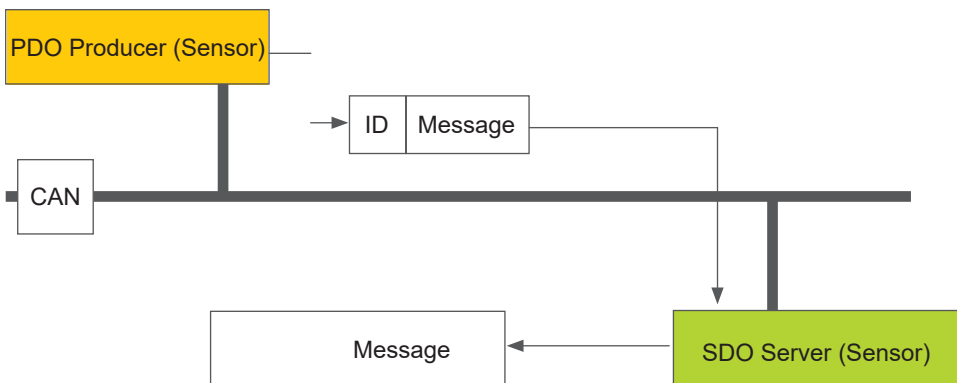 PDO Producer (Sensor)
ID Message
CAN
Message
SDO Server (Sensor)